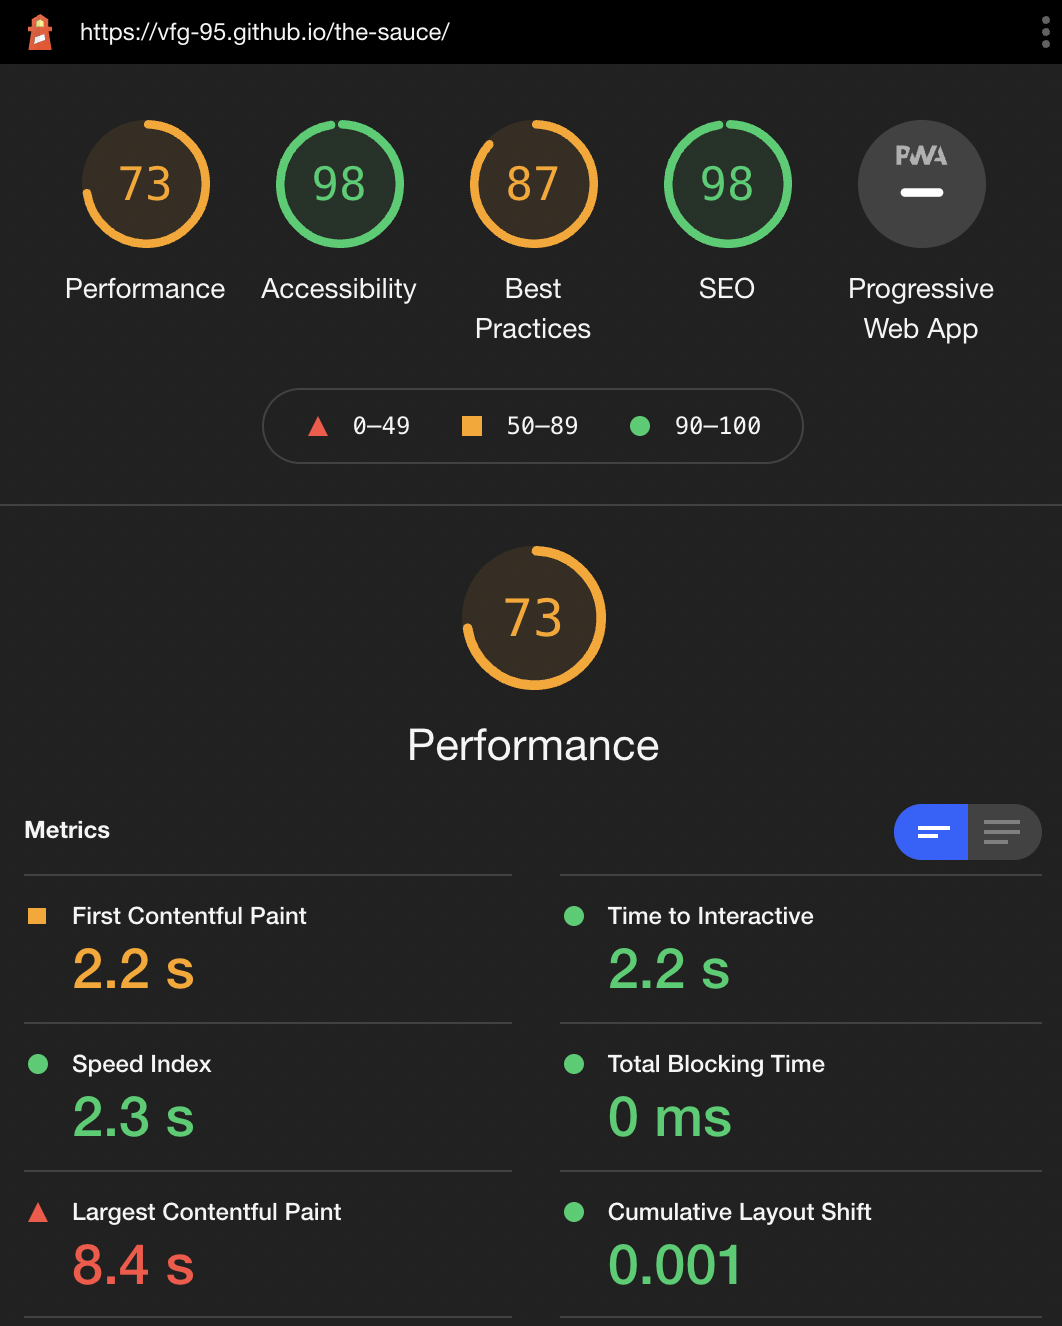 https://vfg-95.github.io/the-sauce/
73
98
87
98
PWA
Performance
Accessibility
Best
Practices
SEO
Progressive
Web App
0–49
50–89
90–100
73
Performance
Metrics
First Contentful Paint
2.2 s
Time to Interactive
2.2 s
Speed Index
2.3 s
Total Blocking Time
0 ms
Largest Contentful Paint
8.4 s
Cumulative Layout Shift
0.001